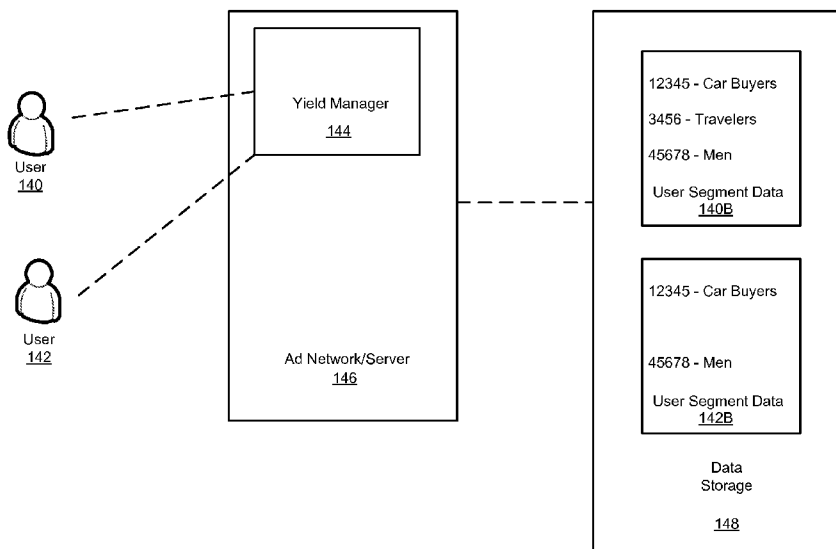 User
140
User
142
Yield Manager
144
Ad Network/Server
146
12345 - Car Buyers
3456 - Travelers
45678 - Men
User Segment Data
140B
12345 - Car Buyers
45678 - Men
User Segment Data
142B
Data
Storage
148